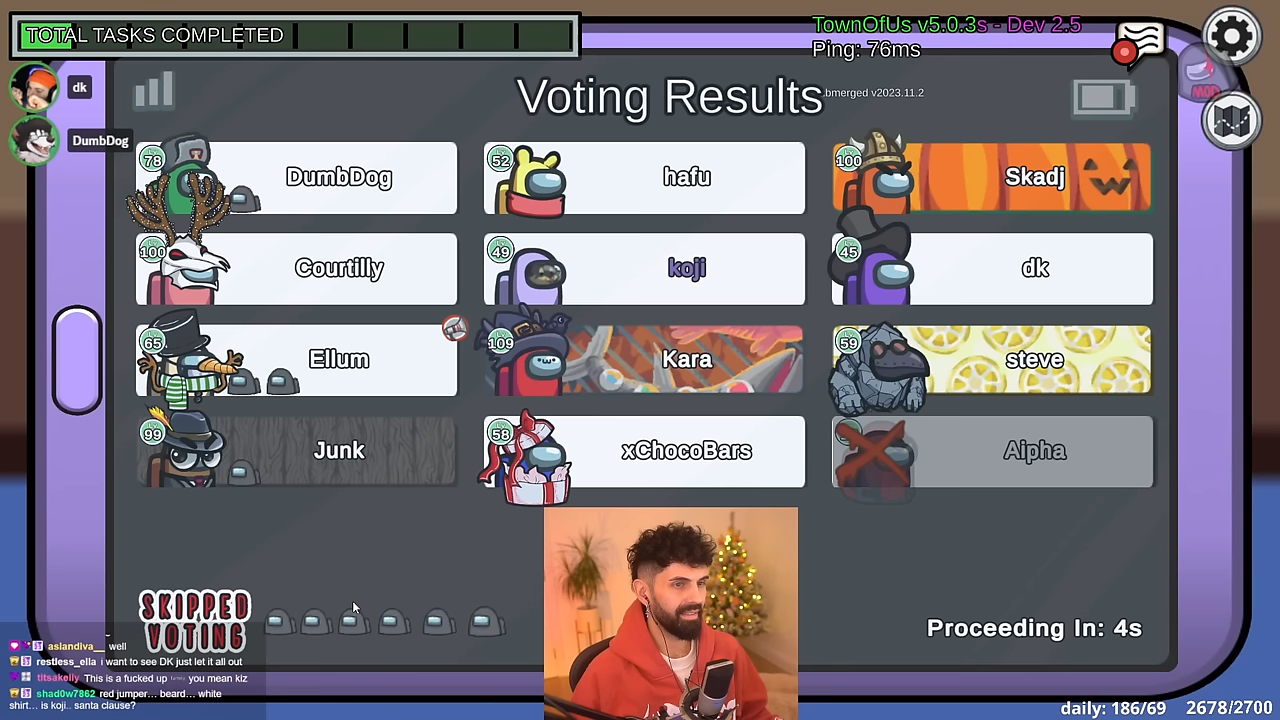 TOTAL TASKS COMPLETED
TownOfUs v5.0.3s - Dev 2.5
Ping: 76ms
dk
DumbDog
MOD
Voting Results
bmerged v2023.11.2
78
DumbDog
52
hafu
100
Skadj
100
Courtilly
49
koji
45
dk
65
Ellum
109
Kara
59
steve
99
Junk
58
xChocoBars
Aipha
SKIPPED
VOTING
Proceeding In: 4s
asiandiva__ well
restless_ella i want to see DK just let it all out
titsakelly This is a fucked up you mean kiz
shad0w7862 red jumper... beard... white
shirt... is koji.. santa clause?
daily: 186/69 2678/2700